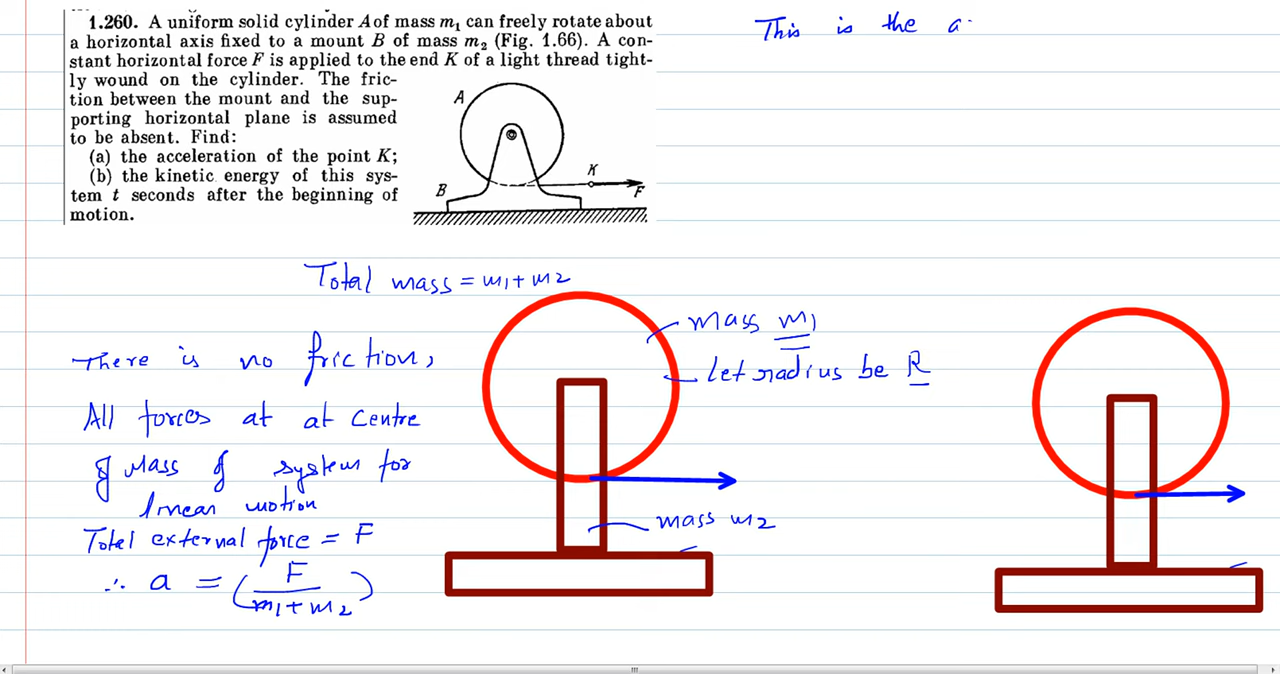 1.260. A uniform solid cylinder A of mass m₁ can freely rotate about
a horizontal axis fixed to a mount B of mass m₂ (Fig. 1.66). A con-
stant horizontal force F is applied to the end K of a light thread tight-
ly wound on the cylinder. The fric-
tion between the mount and the sup-
porting horizontal plane is assumed
to be absent. Find:
(a) the acceleration of the point K;
(b) the kinetic energy of this sys-
tem t seconds after the beginning of
motion.
A
K
B
F
This is the a
Total mass = m1 + m2
mass m1
Let radius be R
mass m2
There is no friction,
All forces at at centre
of mass of system for
linear motion
Total external force = F
∴ a = (F / m1 + m2)